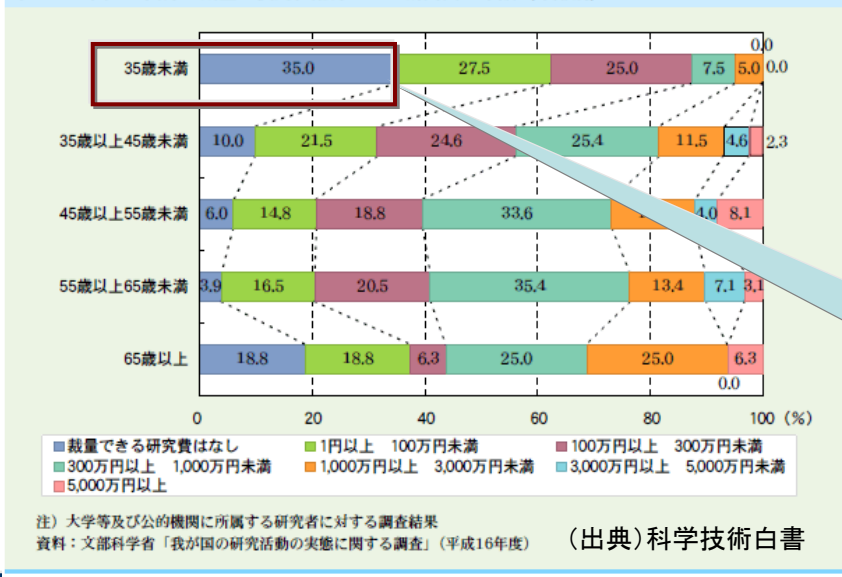 0.0
35歳未満 35.0 27.5 25.0 7.5 5.0 0.0
35歳以上45歳未満 10.0 21.5 24.6 25.4 11.5 4.6 2.3
45歳以上55歳未満 6.0 14.8 18.8 33.6 4.0 8.1
55歳以上65歳未満 3.9 16.5 20.5 35.4 13.4 7.1 3.1
65歳以上 18.8 18.8 6.3 25.0 25.0 6.3
0.0
0 20 40 60 80 100 (%)
裁量できる研究費はなし 1円以上 100万円未満 100万円以上 300万円未満
300万円以上 1,000万円未満 1,000万円以上 3,000万円未満 3,000万円以上 5,000万円未満
5,000万円以上
注）大学等及び公的機関に所属する研究者に対する調査結果
資料：文部科学省「我が国の研究活動の実態に関する調査」（平成16年度） （出典）科学技術白書